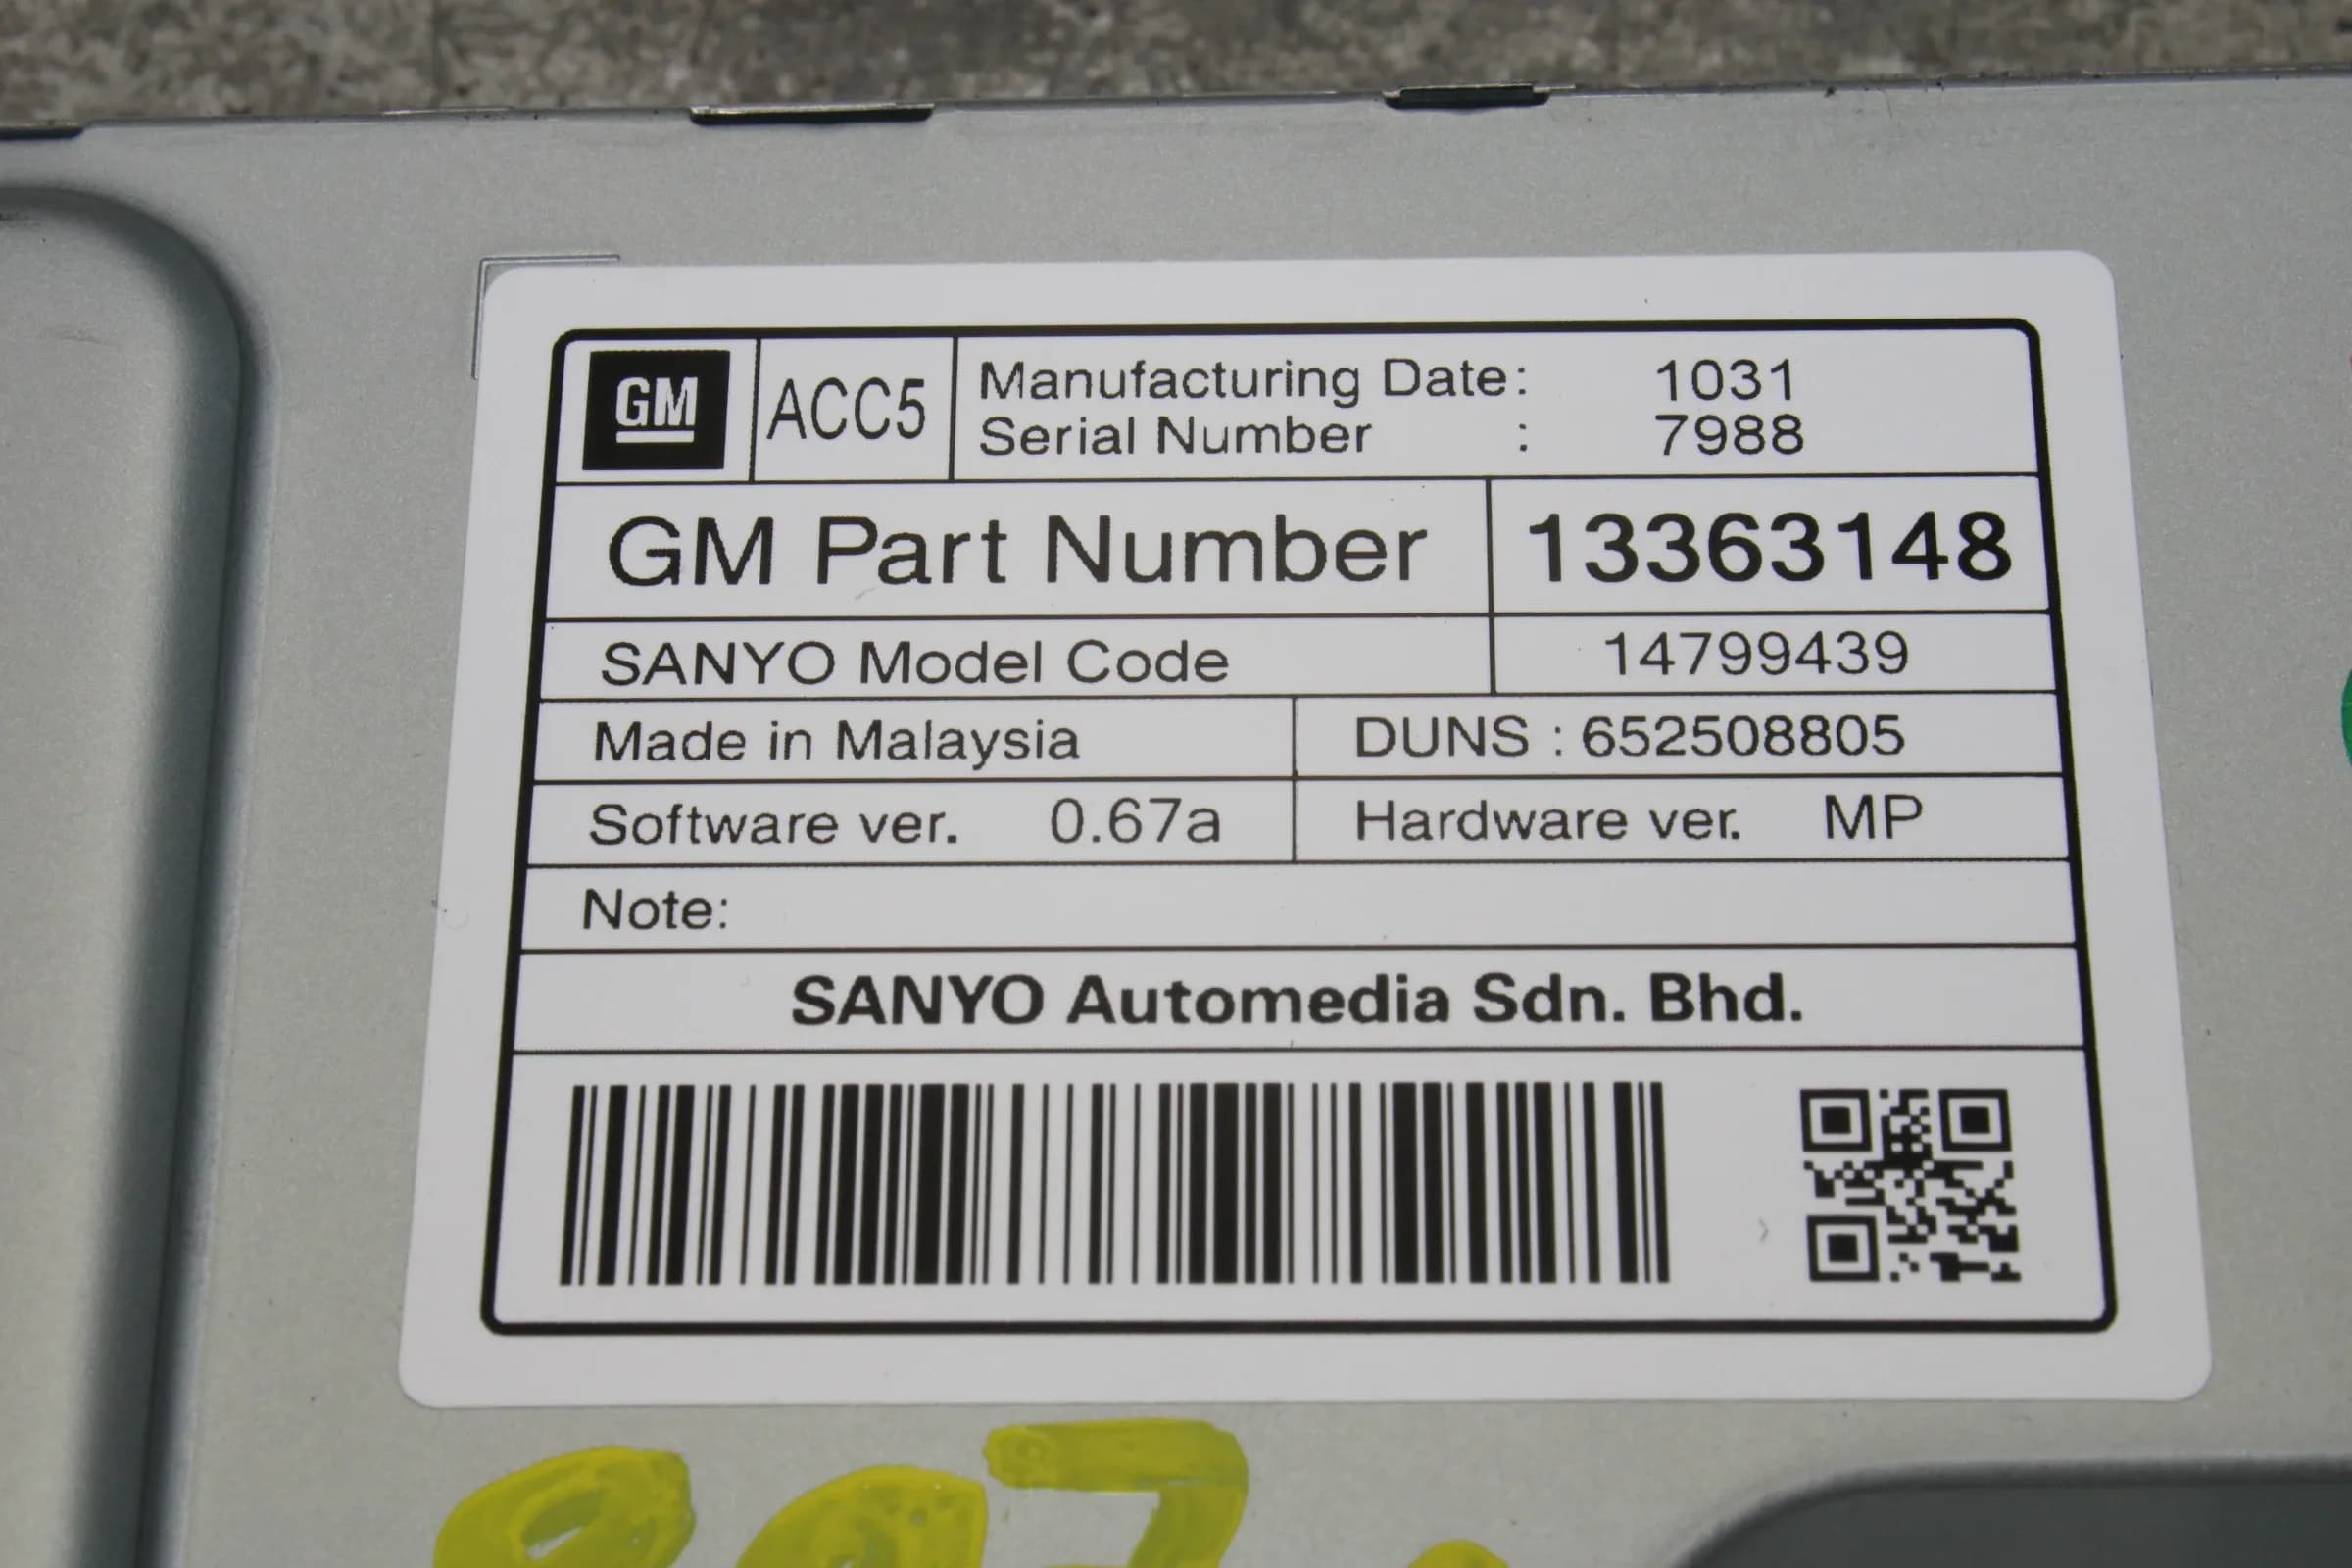 GM ACC5 Manufacturing Date: 1031
Serial Number : 7988
GM Part Number 13363148
SANYO Model Code 14799439
Made in Malaysia DUNS : 652508805
Software ver. 0.67a Hardware ver. MP
Note:
SANYO Automedia Sdn. Bhd.